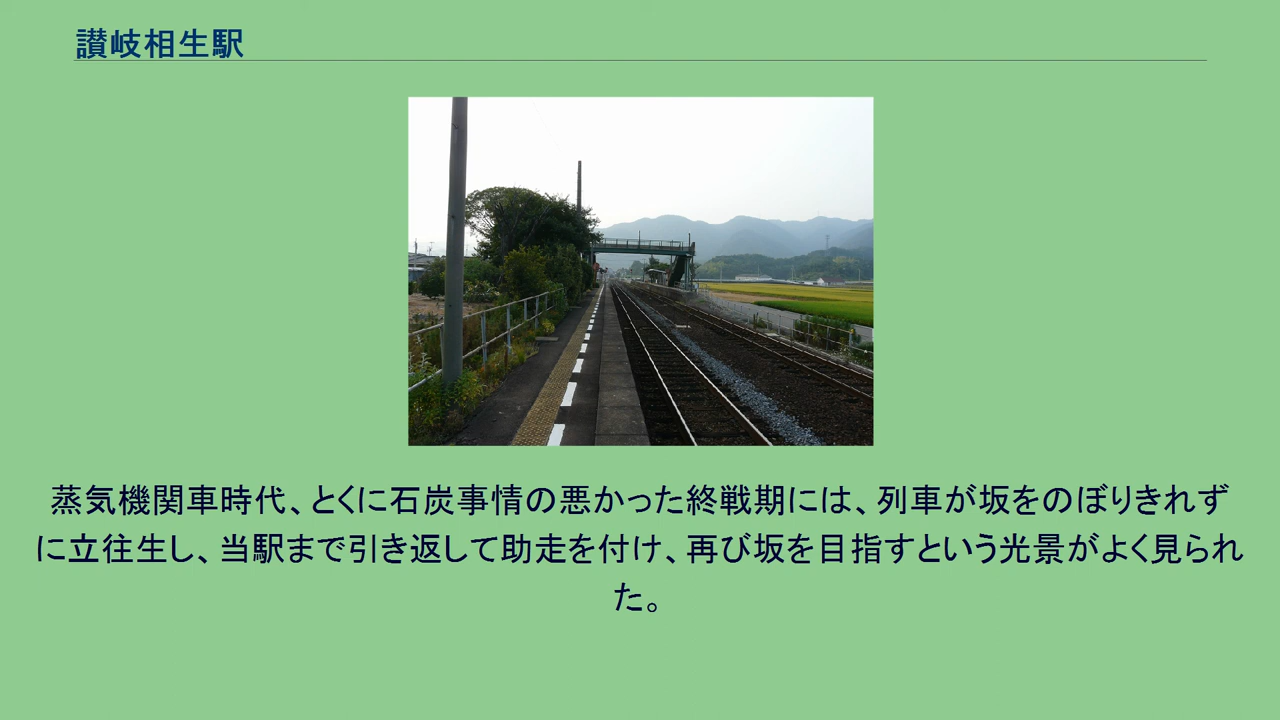 讃岐相生駅
蒸気機関車時代、とくに石炭事情の悪かった終戦期には、列車が坂をのぼりきれず
に立往生し、当駅まで引き返して助走を付け、再び坂を目指すという光景がよく見られ
た。